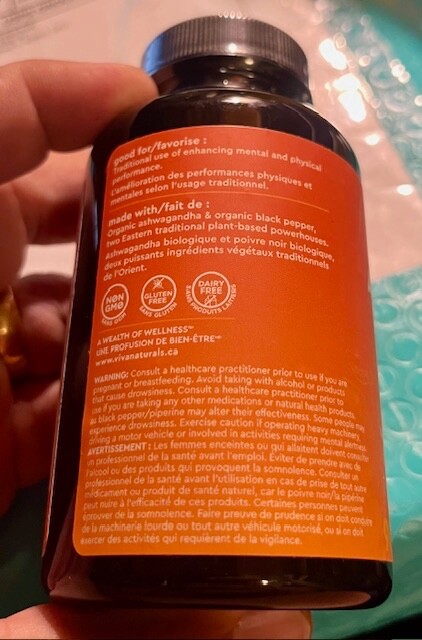 good for/favorise :
Traditional use of enhancing mental and physical
performance.
L'amélioration des performances physiques et
mentales selon l'usage traditionnel.
made with/fait de :
Organic ashwagandha & organic black pepper,
two Eastern traditional plant-based powerhouses.
Ashwagandha biologique et poivre noir biologique,
deux puissants ingrédients végétaux traditionnels
de l'Orient.
NON GMO SANS OGM
GLUTEN FREE SANS GLUTEN
DAIRY FREE SANS PRODUITS LAITIERS
A WEALTH OF WELLNESS™
UNE PROFUSION DE BIEN-ÊTRE™
www.vivanaturals.ca
WARNING: Consult a healthcare practitioner prior to use if you are
pregnant or breastfeeding. Avoid taking with alcohol or products
that cause drowsiness. Consult a healthcare practitioner prior to
use if you are taking any other medications or natural health products,
as black pepper/piperine may alter their effectiveness. Some people may
experience drowsiness. Exercise caution if operating heavy machinery,
driving a motor vehicle or involved in activities requiring mental alertness.
AVERTISSEMENT : Les femmes enceintes ou qui allaitent doivent consulter
un professionnel de la santé avant l'emploi. Éviter de prendre avec de
l'alcool ou des produits qui provoquent la somnolence. Consulter un
professionnel de la santé avant l'utilisation en cas de prise de tout autre
médicament ou produit de santé naturel, car le poivre noir/la pipérine
peut nuire à l'efficacité de ces produits. Certaines personnes peuvent
éprouver de la somnolence. Faire preuve de prudence si on doit conduire
de la machinerie lourde ou tout autre véhicule motorisé, ou si on doit
exercer des activités qui requièrent de la vigilance.